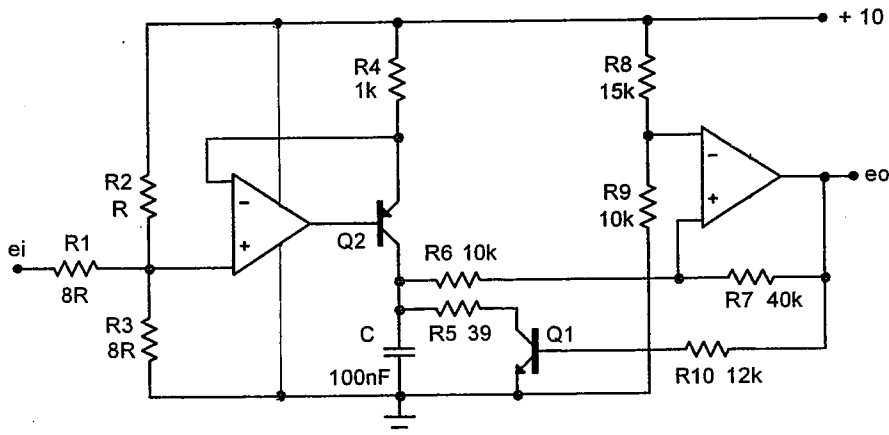 + 10
R4
1k
R8
15k
R2
R
R9
10k
eo
Q2
ei
R1
8R
R6 10k
R7 40k
R3
8R
C
R5 39
Q1
100nF
R10 12k
-
+
-
+